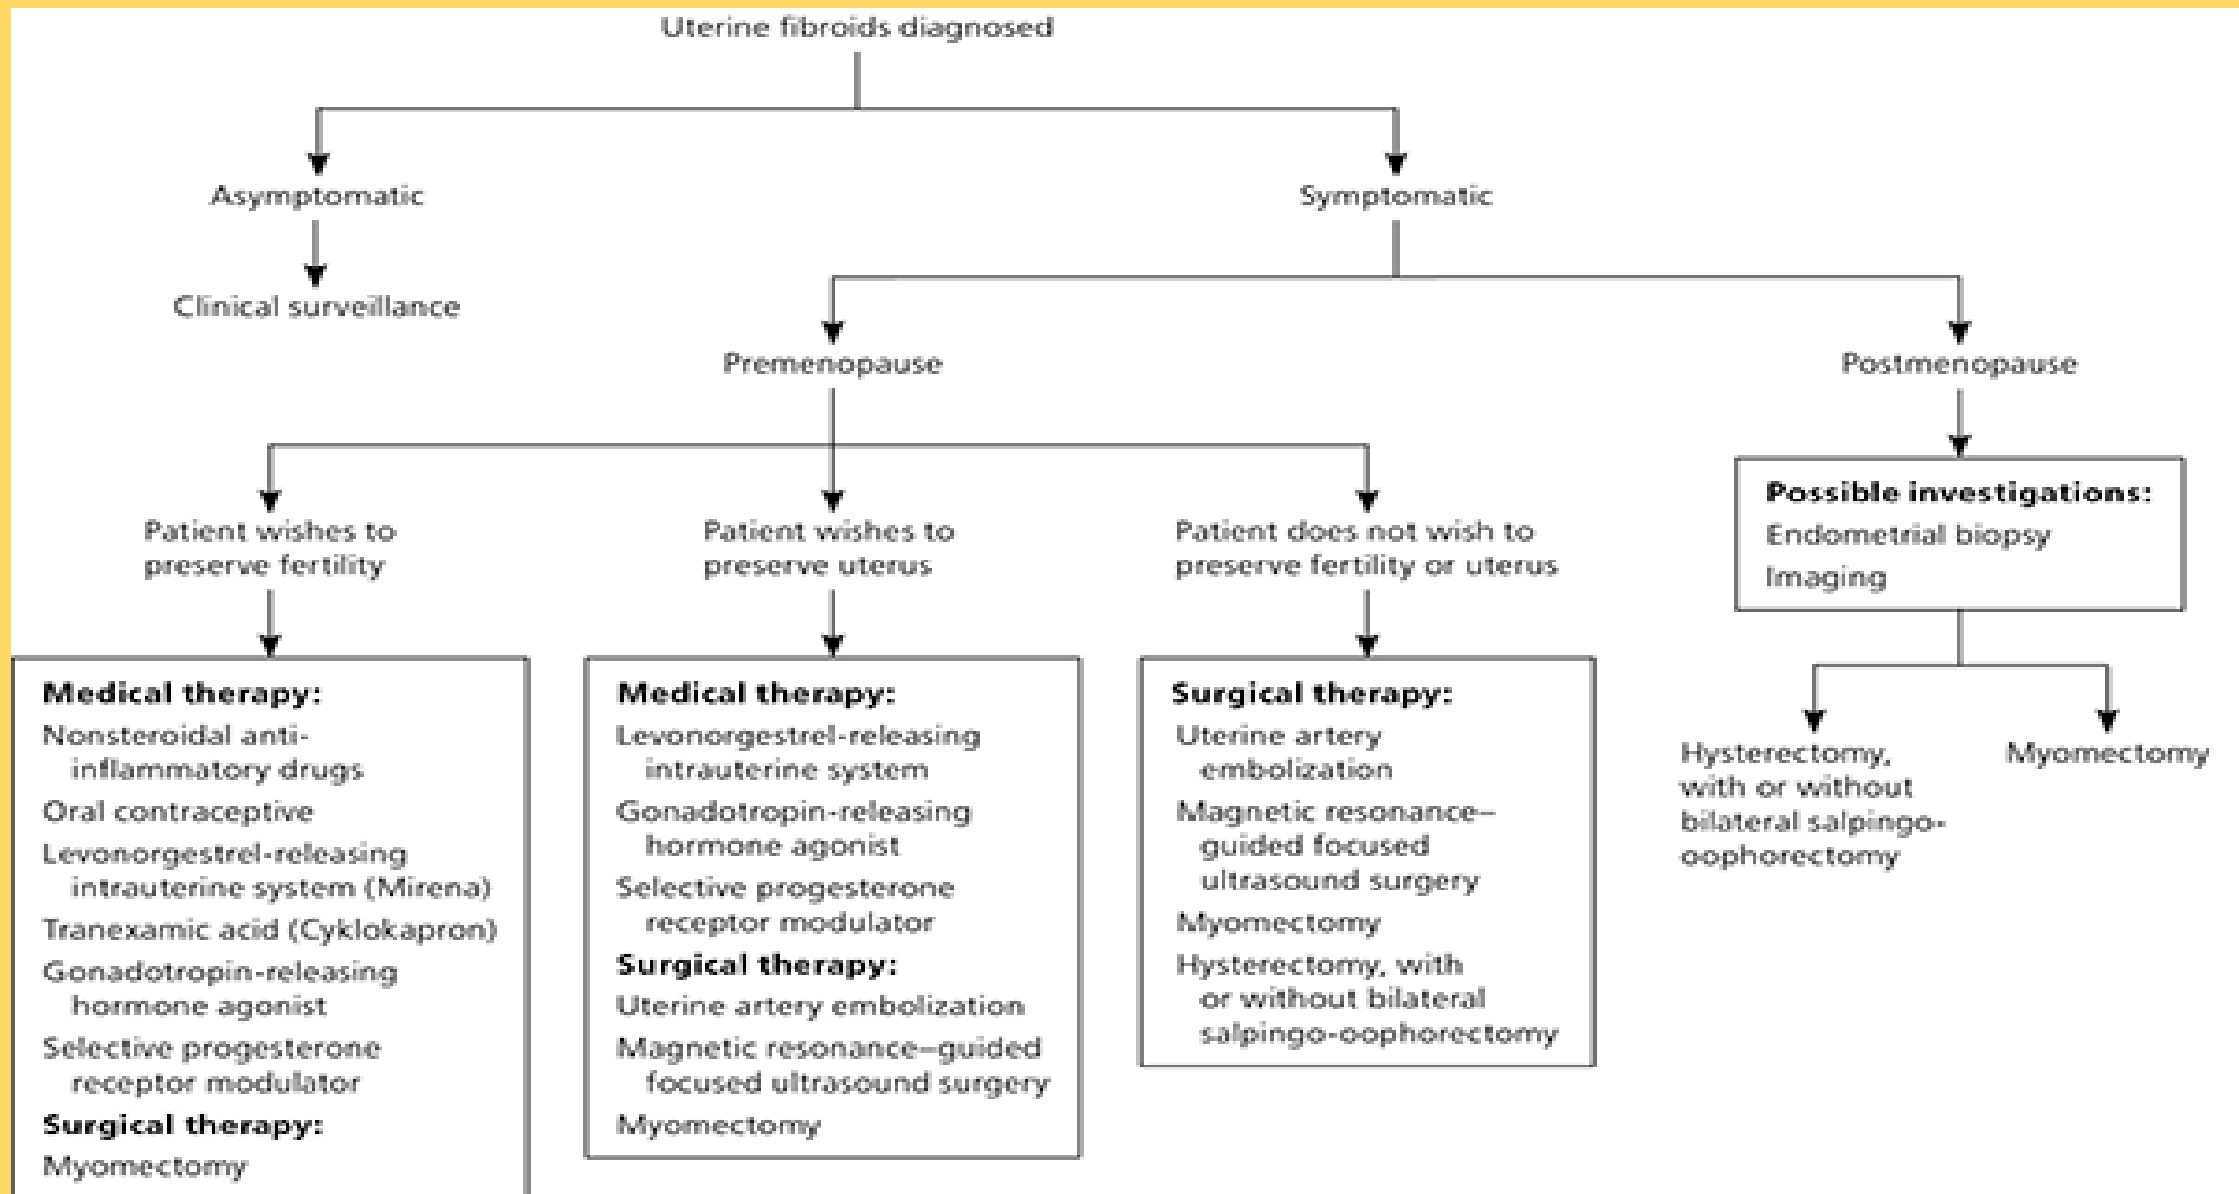 Uterine fibroids diagnosed
Asymptomatic
Symptomatic
Clinical surveillance
Premenopause
Postmenopause
Patient wishes to
preserve fertility
Patient wishes to
preserve uterus
Patient does not wish to
preserve fertility or uterus
Possible investigations:
Endometrial biopsy
Imaging
Medical therapy:
Nonsteroidal anti-
inflammatory drugs
Oral contraceptive
Levonorgestrel-releasing
intrauterine system (Mirena)
Tranexamic acid (Cyklokapron)
Gonadotropin-releasing
hormone agonist
Selective progesterone
receptor modulator
Surgical therapy:
Myomectomy
Medical therapy:
Levonorgestrel-releasing
intrauterine system
Gonadotropin-releasing
hormone agonist
Selective progesterone
receptor modulator
Surgical therapy:
Uterine artery embolization
Magnetic resonance–guided
focused ultrasound surgery
Myomectomy
Surgical therapy:
Uterine artery
embolization
Magnetic resonance–
guided focused
ultrasound surgery
Myomectomy
Hysterectomy, with
or without bilateral
salpingo-oophorectomy
Hysterectomy,
with or without
bilateral salpingo-
oophorectomy
Myomectomy